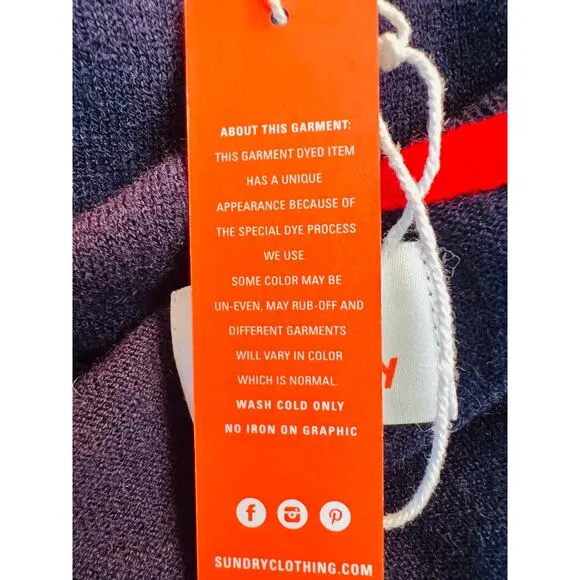 ABOUT THIS GARMENT:
THIS GARMENT DYED ITEM
HAS A UNIQUE
APPEARANCE BECAUSE OF
THE SPECIAL DYE PROCESS
WE USE.
SOME COLOR MAY BE
UN-EVEN, MAY RUB-OFF AND
DIFFERENT GARMENTS
WILL VARY IN COLOR
WHICH IS NORMAL.
WASH COLD ONLY
NO IRON ON GRAPHIC
SUNDRYCLOTHING.COM